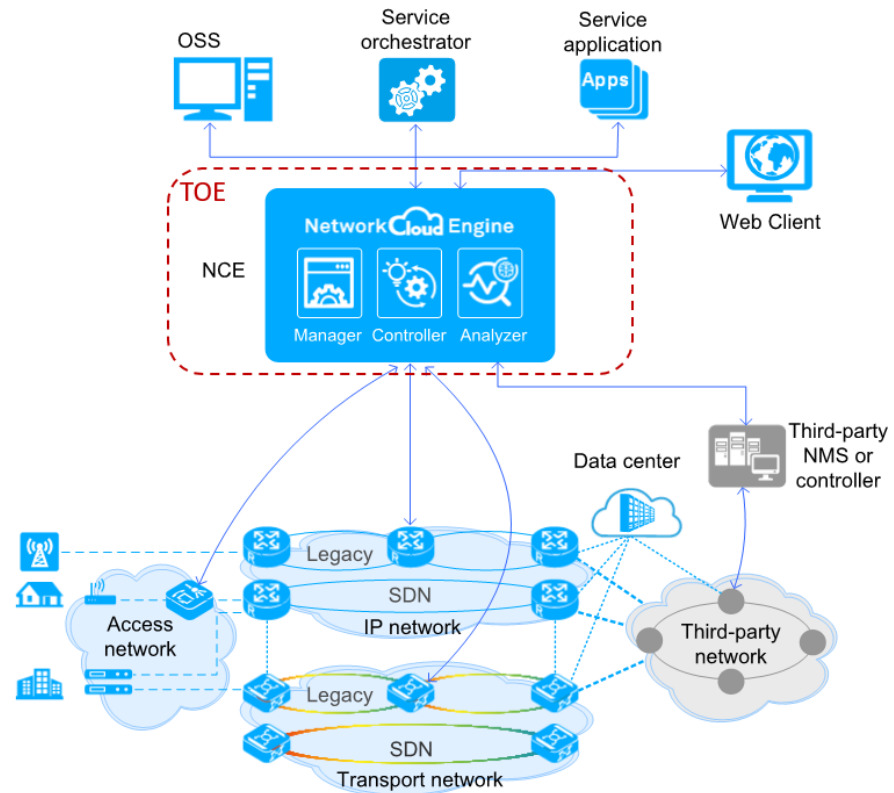 OSS
Service
orchestrator
Service
application
Apps
Web Client
TOE
Network Cloud Engine
NCE
Manager
Controller
Analyzer
Third-party
NMS or
controller
Data center
Legacy
SDN
IP network
Access
network
Third-party
network
Legacy
SDN
Transport network